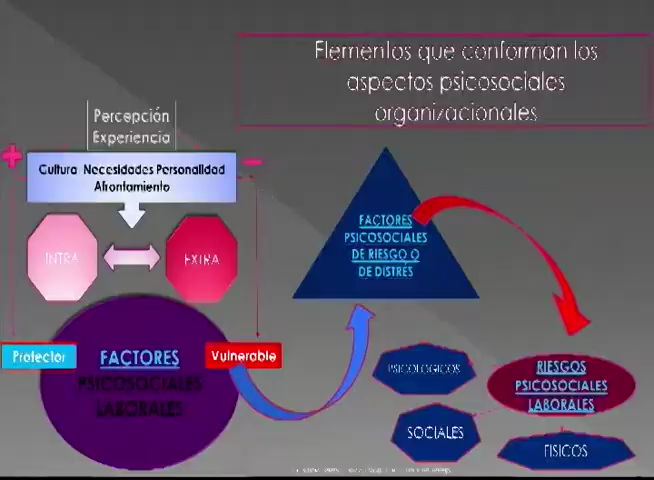 Elementos que conforman los
aspectos psicosociales
organizacionales
Percepción
Experiencia
+
−
Cultura Necesidades Personalidad
Afrontamiento
INTRA
EXTRA
Protector
FACTORES
PSICOSOCIALES
LABORALES
Vulnerable
FACTORES
PSICOSOCIALES
DE RIESGO O
DE DISTRÉS
PSICOLOGICOS
RIESGOS
PSICOSOCIALES
LABORALES
SOCIALES
FISICOS